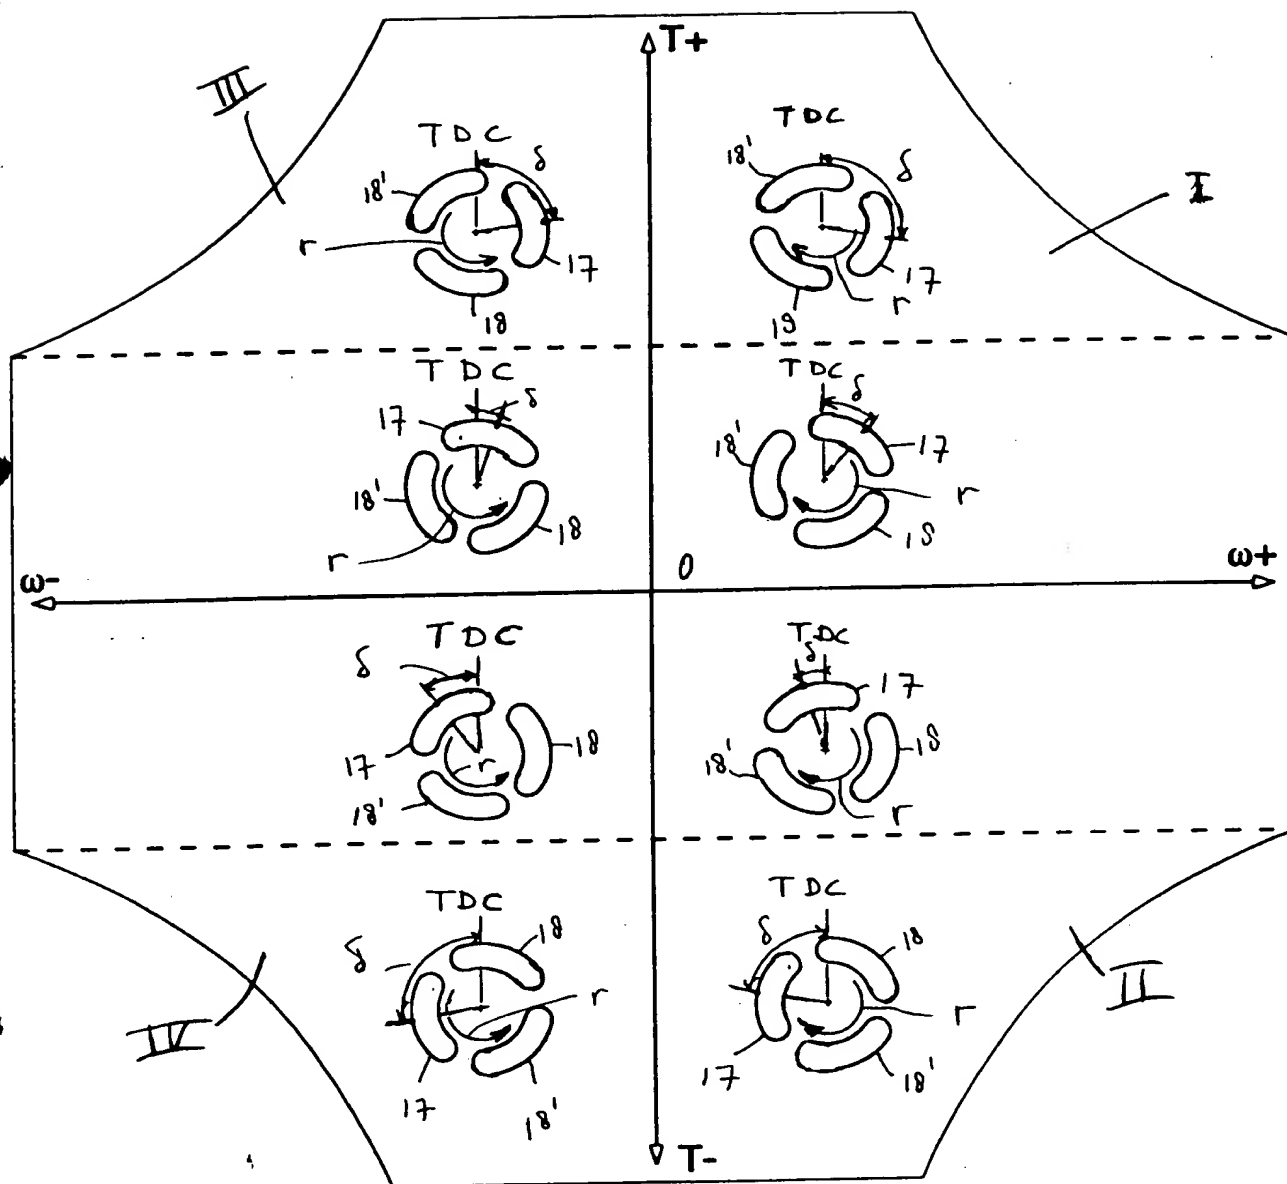 T+
III
TDC
TDC
δ
18'
18'
δ
I
r
17
17
r
18
19
TDC
TDC
δ
δ
17
17
18'
18'
r
18
18
r
0
ω-
ω+
TDC
TDC
δ
δ
17
18
18
17
r
18'
18'
r
TDC
TDC
18
18
δ
δ
r
r
II
IV
17
17
18'
18'
T-